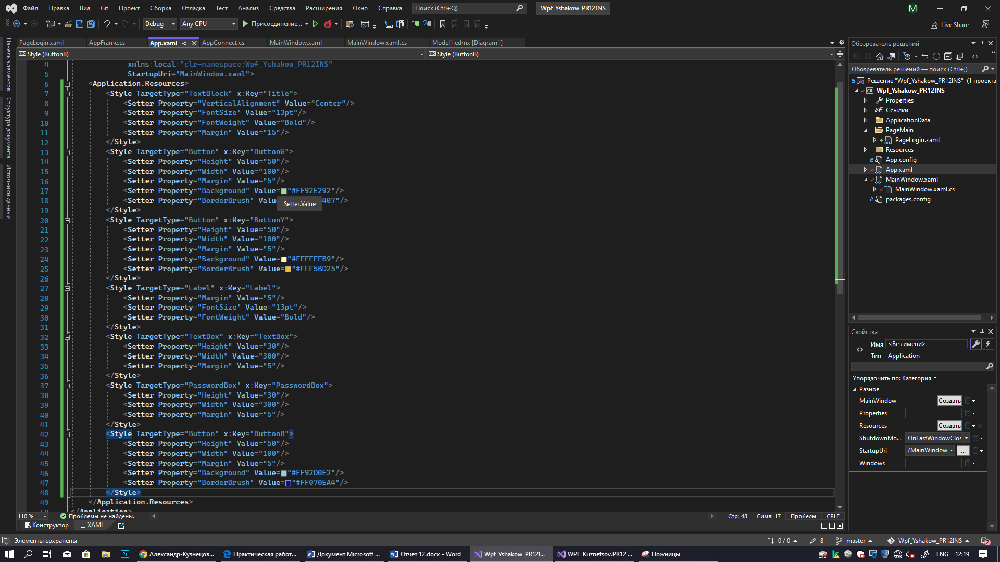 Файл Правка Вид Git Проект Сборка Отладка Тест Анализ Средства Расширения Окно Справка Поиск (Ctrl+Q) Wpf_Yshakow_PR12INS M
Debug Any CPU Присоединение... Live Share
PageLogin.xaml AppFrame.cs App.xaml AppConnect.cs MainWindow.xaml MainWindow.xaml.cs Model1.edmx [Diagram1]
Style (ButtonB) Style (ButtonB)
Панель элементов
Структура документа
Источники данных
4 xmlns:local="clr-namespace:Wpf_Yshakow_PR12INS"
5 StartupUri="MainWindow.xaml">
6 <Application.Resources>
7 <Style TargetType="TextBlock" x:Key="Title">
8 <Setter Property="VerticalAlignment" Value="Center"/>
9 <Setter Property="FontSize" Value="13pt"/>
10 <Setter Property="FontWeight" Value="Bold"/>
11 <Setter Property="Margin" Value="15"/>
12 </Style>
13 <Style TargetType="Button" x:Key="ButtonG">
14 <Setter Property="Height" Value="50"/>
15 <Setter Property="Width" Value="100"/>
16 <Setter Property="Margin" Value="5"/>
17 <Setter Property="Background" Value="#FF92E292"/>
18 <Setter Property="BorderBrush" Valu 407"/>
Setter.Value
19 </Style>
20 <Style TargetType="Button" x:Key="ButtonY">
21 <Setter Property="Height" Value="50"/>
22 <Setter Property="Width" Value="100"/>
23 <Setter Property="Margin" Value="5"/>
24 <Setter Property="Background" Value="#FFFFFFB9"/>
25 <Setter Property="BorderBrush" Value="#FFF5BD25"/>
26 </Style>
27 <Style TargetType="Label" x:Key="Label">
28 <Setter Property="Margin" Value="5"/>
29 <Setter Property="FontSize" Value="13pt"/>
30 <Setter Property="FontWeight" Value="Bold"/>
31 </Style>
32 <Style TargetType="TextBox" x:Key="TextBox">
33 <Setter Property="Height" Value="30"/>
34 <Setter Property="Width" Value="300"/>
35 <Setter Property="Margin" Value="5"/>
36 </Style>
37 <Style TargetType="PasswordBox" x:Key="PasswordBox">
38 <Setter Property="Height" Value="30"/>
39 <Setter Property="Width" Value="300"/>
40 <Setter Property="Margin" Value="5"/>
41 </Style>
42 <Style TargetType="Button" x:Key="ButtonB">
43 <Setter Property="Height" Value="50"/>
44 <Setter Property="Width" Value="100"/>
45 <Setter Property="Margin" Value="5"/>
46 <Setter Property="Background" Value="#FF92D0E2"/>
47 <Setter Property="BorderBrush" Value="#FF070EA4"/>
48 </Style>
49 </Application.Resources>
50 </Application>
110 % Проблемы не найдены. Стр: 48 Симв: 17 Пробелы CRLF
Конструктор XAML
Обозреватель решений
Обозреватель решений — поиск (Ctrl+;)
Решение "Wpf_Yshakow_PR12INS" (1 проекта
Wpf_Yshakow_PR12INS
Properties
Ссылки
ApplicationData
PageMain
PageLogin.xaml
Resources
App.config
App.xaml
MainWindow.xaml
MainWindow.xaml.cs
packages.config
Свойства
Имя <Без имени>
Тип Application
Упорядочить по: Категория
Разное
MainWindow Создать
Properties
Resources Создать
ShutdownMo... OnLastWindowClos
StartupUri /MainWindow ...
Windows
Элементы сохранены 0 / 0 8 master Wpf_Yshakow_PR12INS 2
Ps Александр-Кузнецов... Практическая работ... Документ Microsoft ... Отчет 12.docx - Word Wpf_Yshakow_PR12I... WPF_Kuznetsov.PR12 ... Ножницы ENG 12:19